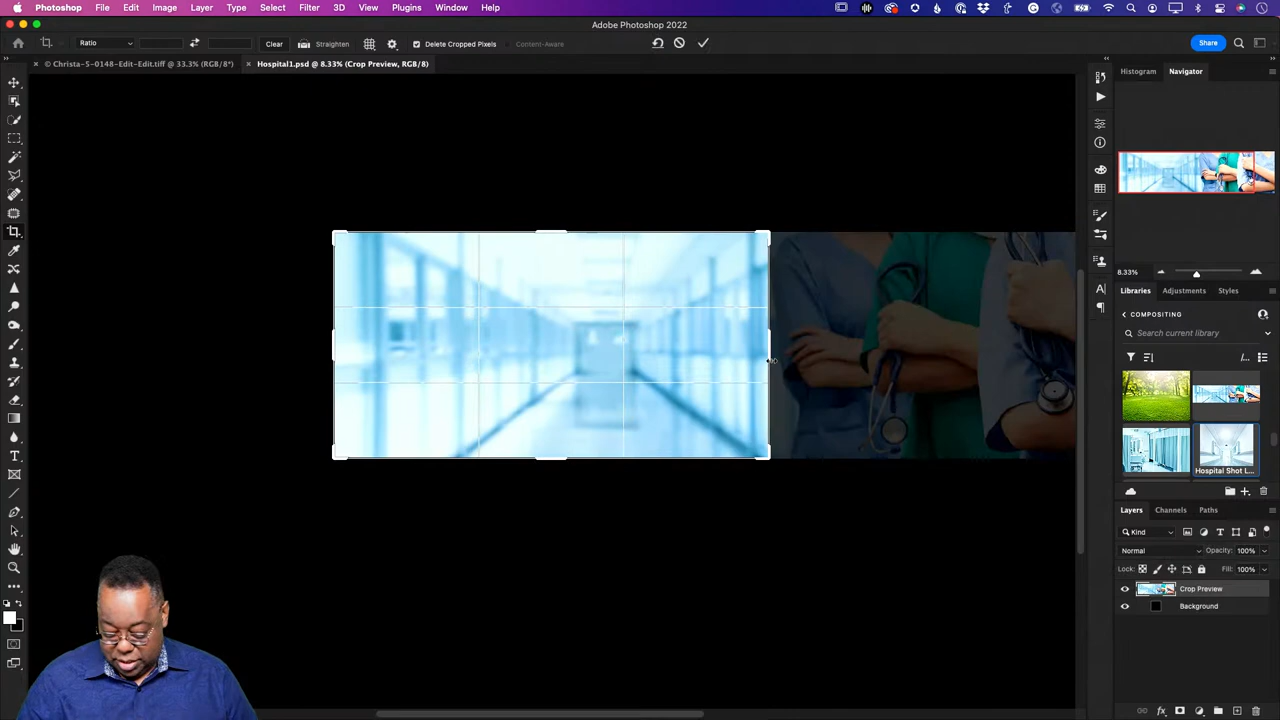 Photoshop File Edit Image Layer Type Select Filter 3D View Plugins Window Help
Adobe Photoshop 2022
Ratio Clear Straighten Delete Cropped Pixels Content-Aware Share
© Christa-5-0148-Edit-Edit.tiff @ 33.3% (RGB/8*) Hospital1.psd @ 8.33% (Crop Preview, RGB/8)
Histogram Navigator
8.33%
Libraries Adjustments Styles
COMPOSITING
Search current library
Hospital Shot L...
Layers Channels Paths
Kind
Normal Opacity: 100%
Lock: Fill: 100%
Crop Preview
Background